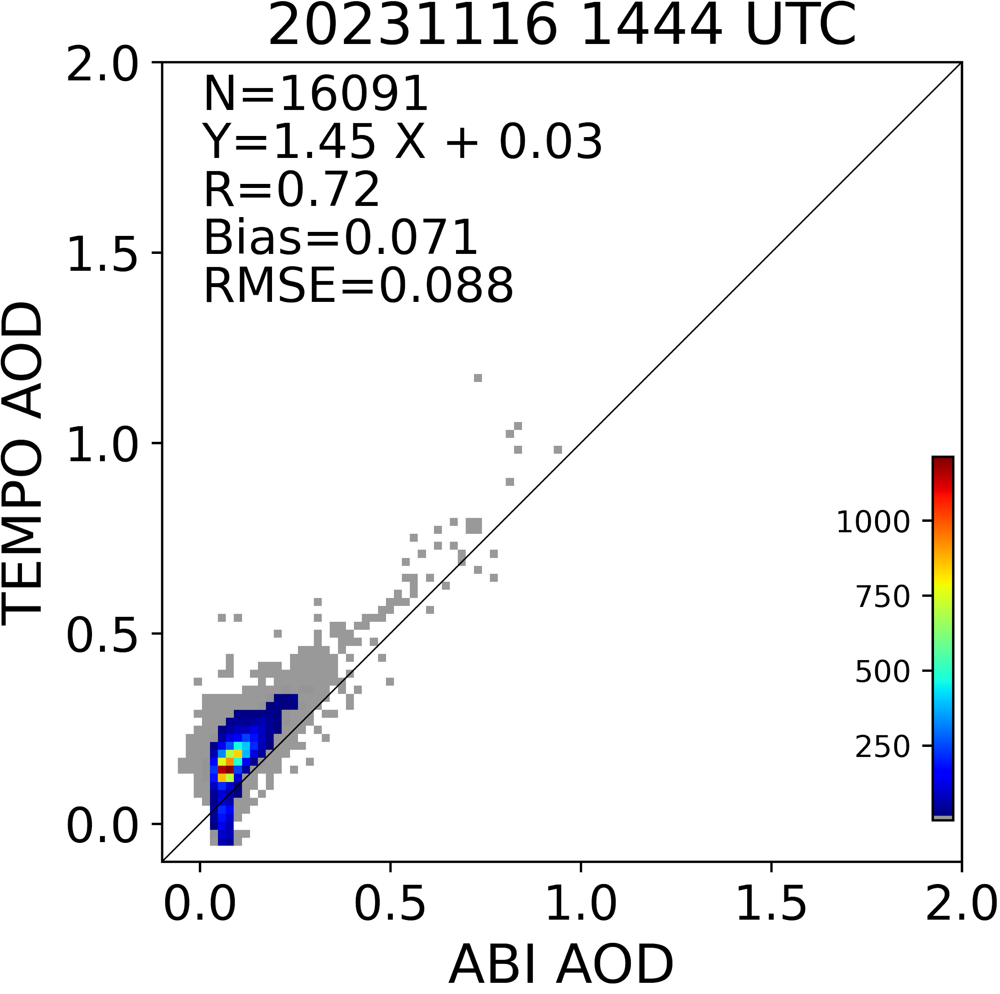 20231116 1444 UTC
N=16091
Y=1.45 X + 0.03
R=0.72
Bias=0.071
RMSE=0.088
TEMPO AOD
2.0
1.5
1.0
0.5
0.0
1000
750
500
250
0.0 0.5 1.0 1.5 2.0
ABI AOD